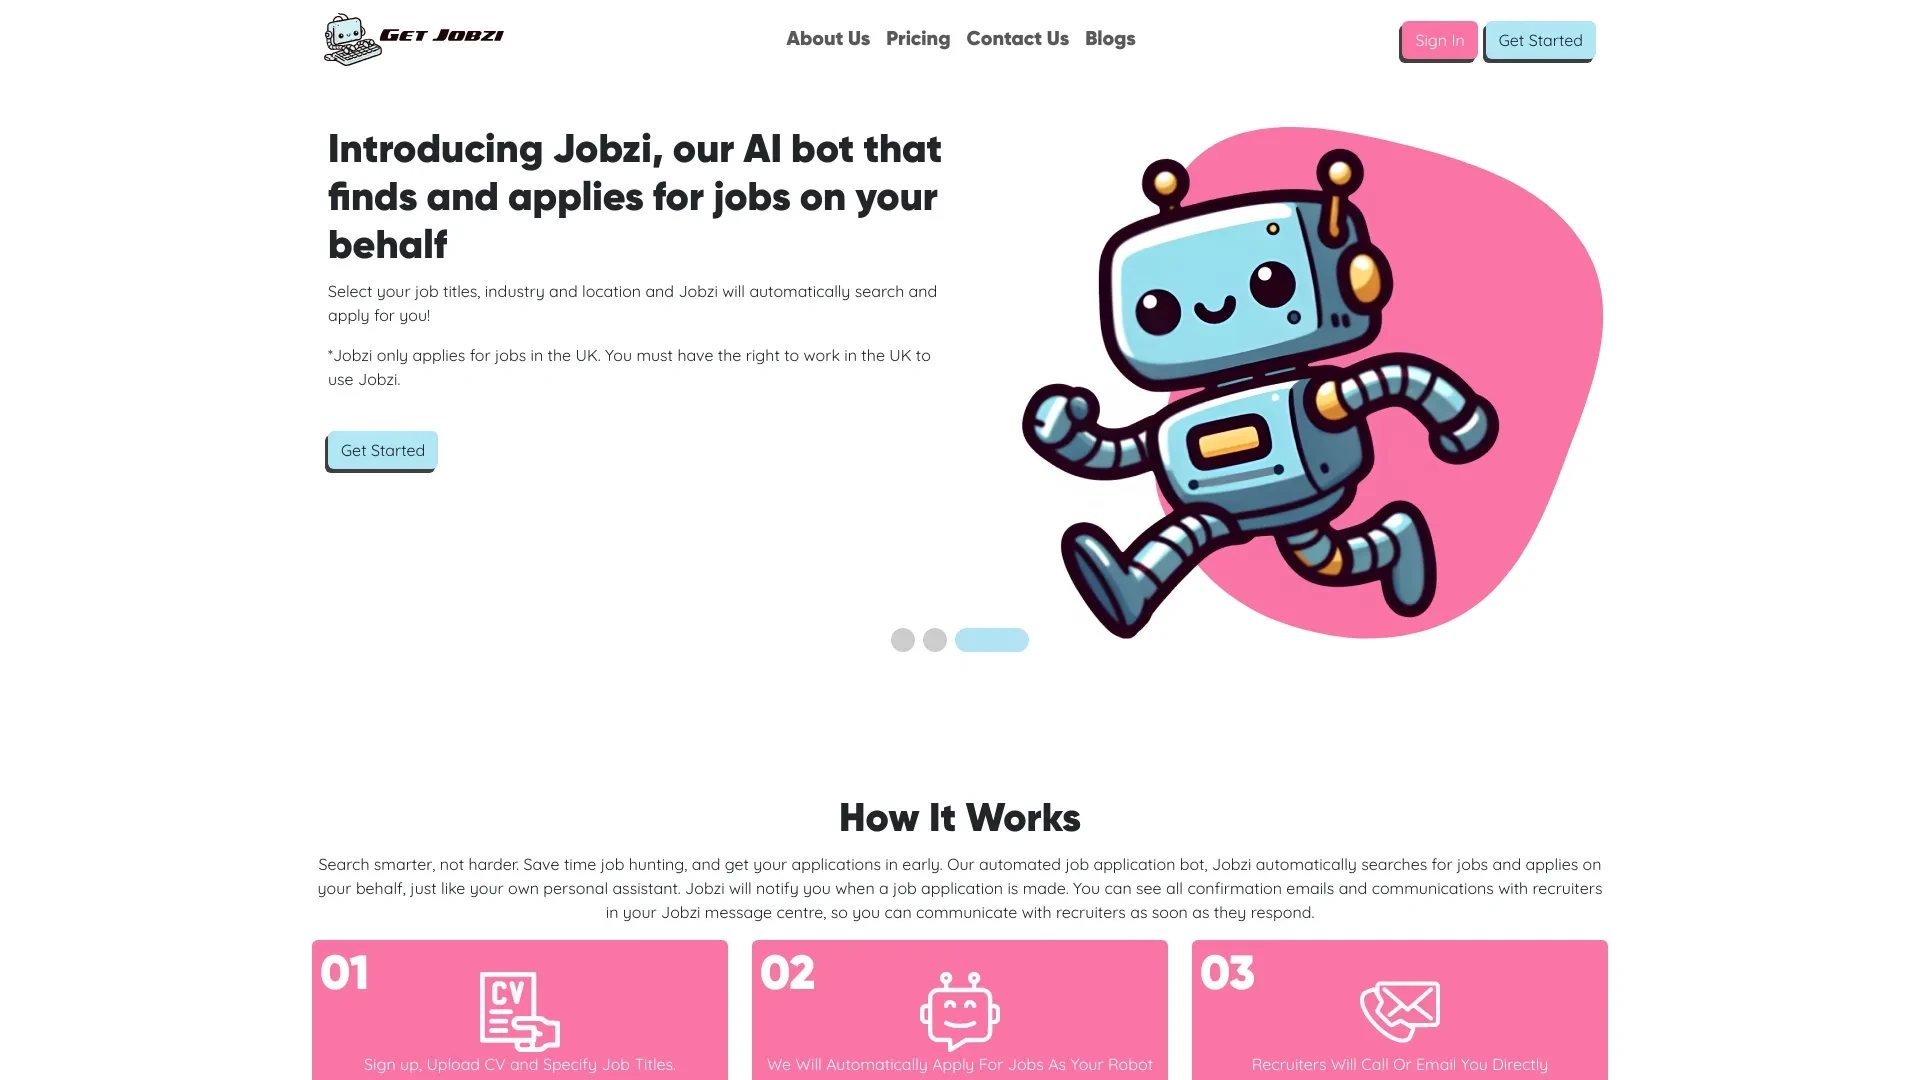 GET JOBZI
About Us
Pricing
Contact Us
Blogs
Sign In
Get Started
Introducing Jobzi, our AI bot that
finds and applies for jobs on your
behalf
Select your job titles, industry and location and Jobzi will automatically search and
apply for you!
*Jobzi only applies for jobs in the UK. You must have the right to work in the UK to
use Jobzi.
Get Started
How It Works
Search smarter, not harder. Save time job hunting, and get your applications in early. Our automated job application bot, Jobzi automatically searches for jobs and applies on
your behalf, just like your own personal assistant. Jobzi will notify you when a job application is made. You can see all confirmation emails and communications with recruiters
in your Jobzi message centre, so you can communicate with recruiters as soon as they respond.
01
CV
Sign up, Upload CV and Specify Job Titles.
02
We Will Automatically Apply For Jobs As Your Robot
03
Recruiters Will Call Or Email You Directly